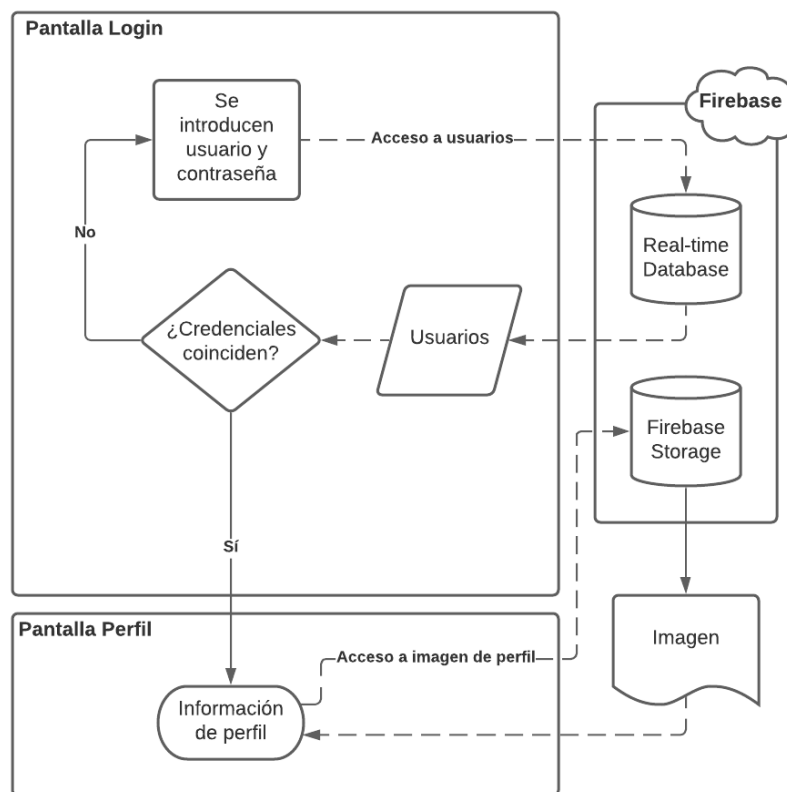 Pantalla Login
Firebase
Se
introducen
usuario y
contraseña
Acceso a usuarios
No
Real-time
Database
¿Credenciales
coinciden?
Usuarios
Firebase
Storage
Sí
Pantalla Perfil
Imagen
Acceso a imagen de perfil
Información
de perfil